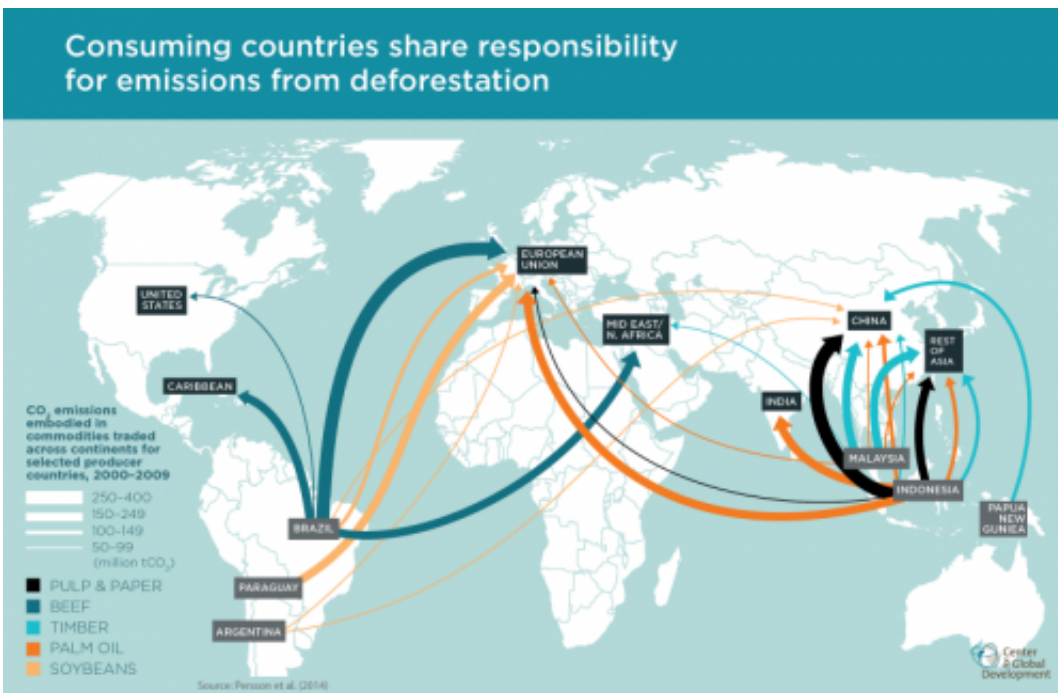 Consuming countries share responsibility
for emissions from deforestation
EUROPEAN
UNION
UNITED
STATES
CHINA
MID EAST/
N. AFRICA
REST
OF
ASIA
CARIBBEAN
INDIA
CO₂ emissions
embodied in
commodities traded
across continents for
selected producer
countries, 2000–2009
250–400
150–249
100–149
50–99
(million tCO₂)
MALAYSIA
INDONESIA
PAPUA
NEW
GUNIEA
BRAZIL
PARAGUAY
ARGENTINA
PULP & PAPER
BEEF
TIMBER
PALM OIL
SOYBEANS
Source: Persson et al. (2014)
Center
for Global
Development